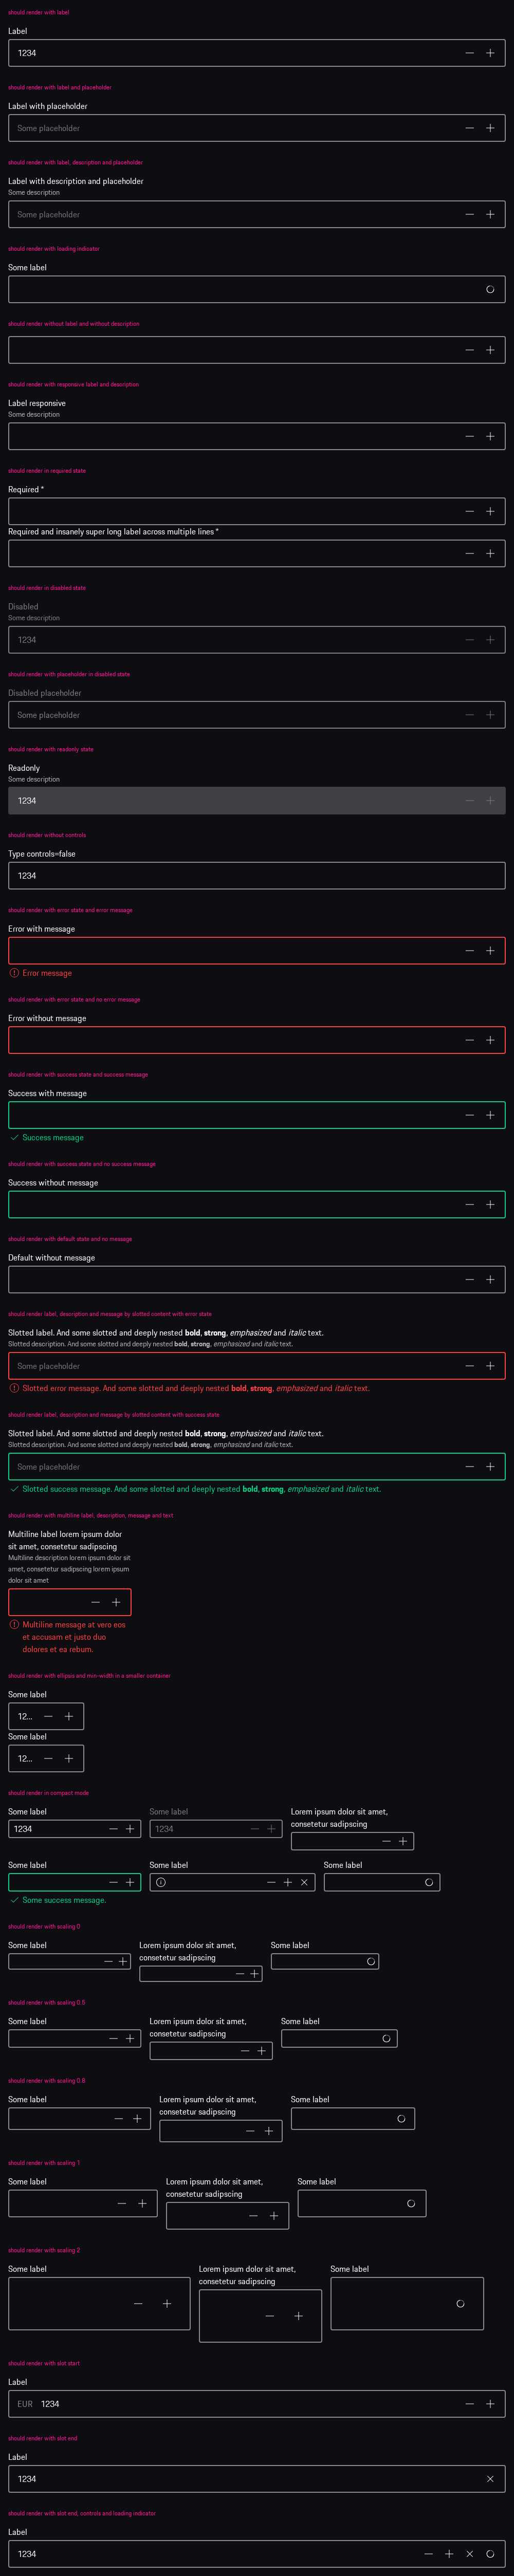 should render with label
Label
1234
should render with label and placeholder
Label with placeholder
Some placeholder
should render with label, description and placeholder
Label with description and placeholder
Some description
Some placeholder
should render with loading indicator
Some label
should render without label and without description
should render with responsive label and description
Label responsive
Some description
should render in required state
Required *
Required and insanely super long label across multiple lines *
should render in disabled state
Disabled
Some description
1234
should render with placeholder in disabled state
Disabled placeholder
Some placeholder
should render with readonly state
Readonly
Some description
1234
should render without controls
Type controls=false
1234
should render with error state and error message
Error with message
Error message
should render with error state and no error message
Error without message
should render with success state and success message
Success with message
Success message
should render with success state and no success message
Success without message
should render with default state and no message
Default without message
should render label, description and message by slotted content with error state
Slotted label. And some slotted and deeply nested bold, strong, emphasized and italic text.
Slotted description. And some slotted and deeply nested bold, strong, emphasized and italic text.
Some placeholder
Slotted error message. And some slotted and deeply nested bold, strong, emphasized and italic text.
should render label, description and message by slotted content with success state
Slotted label. And some slotted and deeply nested bold, strong, emphasized and italic text.
Slotted description. And some slotted and deeply nested bold, strong, emphasized and italic text.
Some placeholder
Slotted success message. And some slotted and deeply nested bold, strong, emphasized and italic text.
should render with multiline label, description, message and text
Multiline label lorem ipsum dolor
sit amet, consetetur sadipscing
Multiline description lorem ipsum dolor sit
amet, consetetur sadipscing lorem ipsum
dolor sit amet
Multiline message at vero eos
et accusam et justo duo
dolores et ea rebum.
should render with ellipsis and min-width in a smaller container
Some label
12...
Some label
12...
should render in compact mode
Some label
1234
Some label
1234
Lorem ipsum dolor sit amet,
consetetur sadipscing
Some label
Some success message.
Some label
Some label
should render with scaling 0
Some label
Lorem ipsum dolor sit amet,
consetetur sadipscing
Some label
should render with scaling 0.5
Some label
Lorem ipsum dolor sit amet,
consetetur sadipscing
Some label
should render with scaling 0.8
Some label
Lorem ipsum dolor sit amet,
consetetur sadipscing
Some label
should render with scaling 1
Some label
Lorem ipsum dolor sit amet,
consetetur sadipscing
Some label
should render with scaling 2
Some label
Lorem ipsum dolor sit amet,
consetetur sadipscing
Some label
should render with slot start
Label
EUR 1234
should render with slot end
Label
1234
should render with slot end, controls and loading indicator
Label
1234